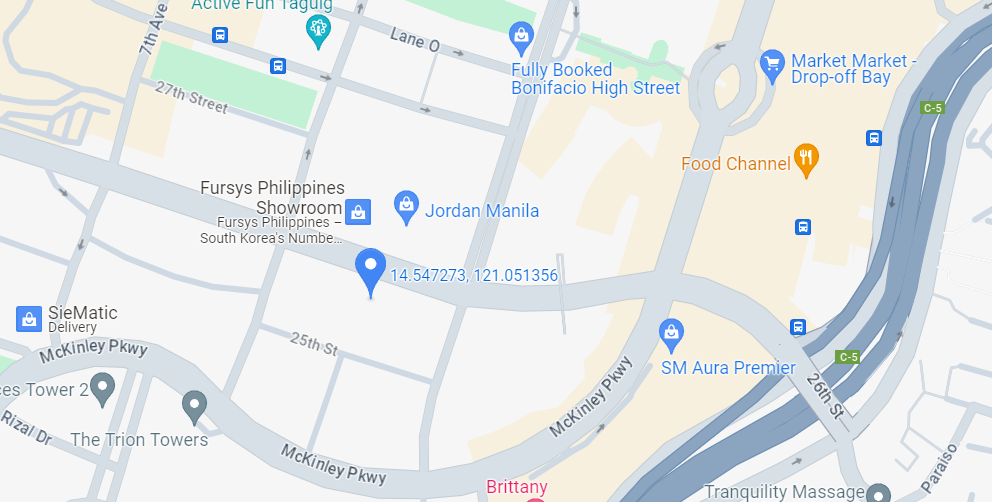 Active Fun Taguig
7th Ave
Lane O
Fully Booked
Bonifacio High Street
Market Market -
Drop-off Bay
27th Street
C-5
Food Channel
Fursys Philippines
Showroom
Fursys Philippines –
South Korea's Numbe...
Jordan Manila
14.547273, 121.051356
SieMatic
Delivery
McKinley Pkwy
25th St
SM Aura Premier
C-5
26th St
McKinley Pkwy
ces Tower 2
Rizal Dr
The Trion Towers
McKinley Pkwy
Brittany
Tranquility Massage
Paraiso